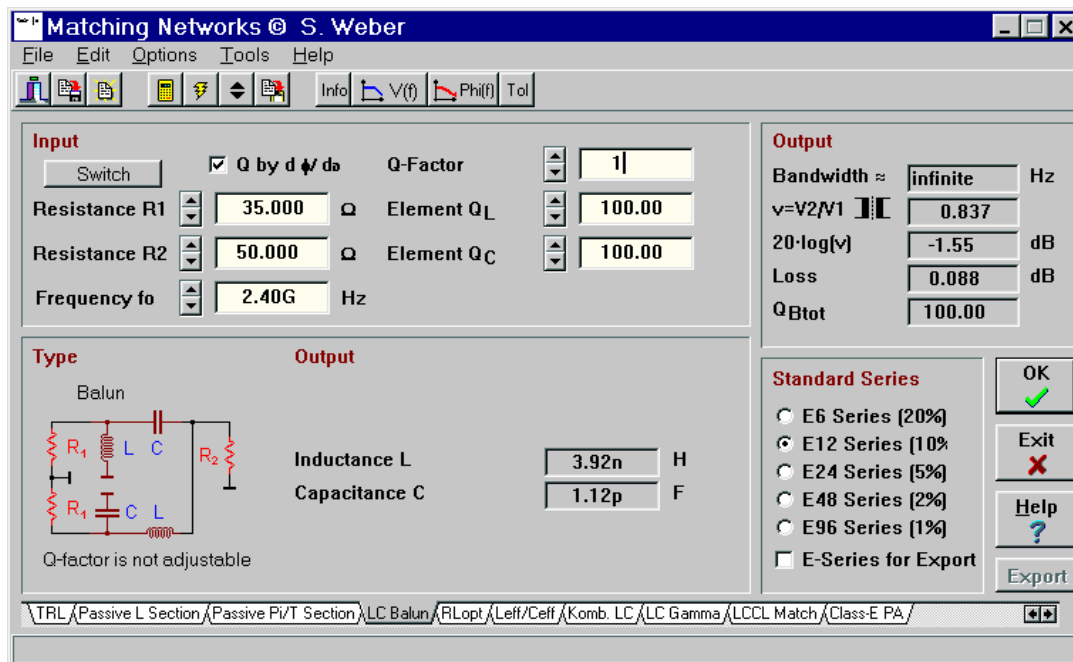 Matching Networks © S. Weber
File Edit Options Tools Help
Info V(f) Phi(f) Tol
Input
Switch
Q by d ϕ/ dω
Q-Factor 1
Resistance R1 35.000 Ω Element QL 100.00
Resistance R2 50.000 Ω Element QC 100.00
Frequency fo 2.40G Hz
Output
Bandwidth ≈ infinite Hz
v=V2/V1 0.837
20·log(v) -1.55 dB
Loss 0.088 dB
QBtot 100.00
Type
Balun
R1 L C R2
R1 C L
Q-factor is not adjustable
Output
Inductance L 3.92n H
Capacitance C 1.12p F
Standard Series
E6 Series (20%)
E12 Series (10%
E24 Series (5%)
E48 Series (2%)
E96 Series (1%)
E-Series for Export
OK
Exit
Help
?
Export
TRL Passive L Section Passive Pi/T Section LC Balun RLopt Leff/Ceff Komb. LC LC Gamma LCCL Match Class-E PA